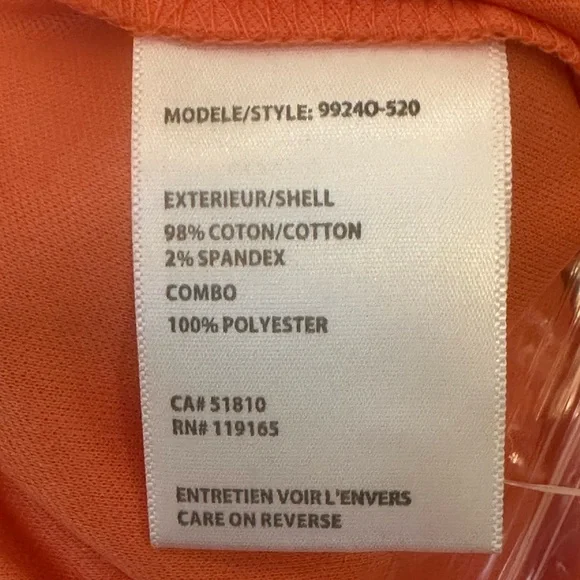 MODELE/STYLE: 9924O-520
EXTERIEUR/SHELL
98% COTON/COTTON
2% SPANDEX
COMBO
100% POLYESTER
CA# 51810
RN# 119165
ENTRETIEN VOIR L'ENVERS
CARE ON REVERSE